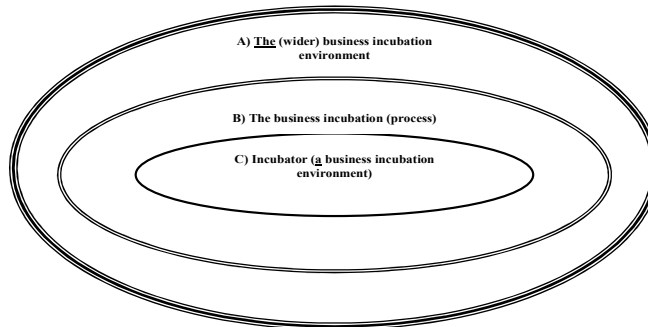 A) The (wider) business incubation
environment
B) The business incubation (process)
C) Incubator (a business incubation
environment)